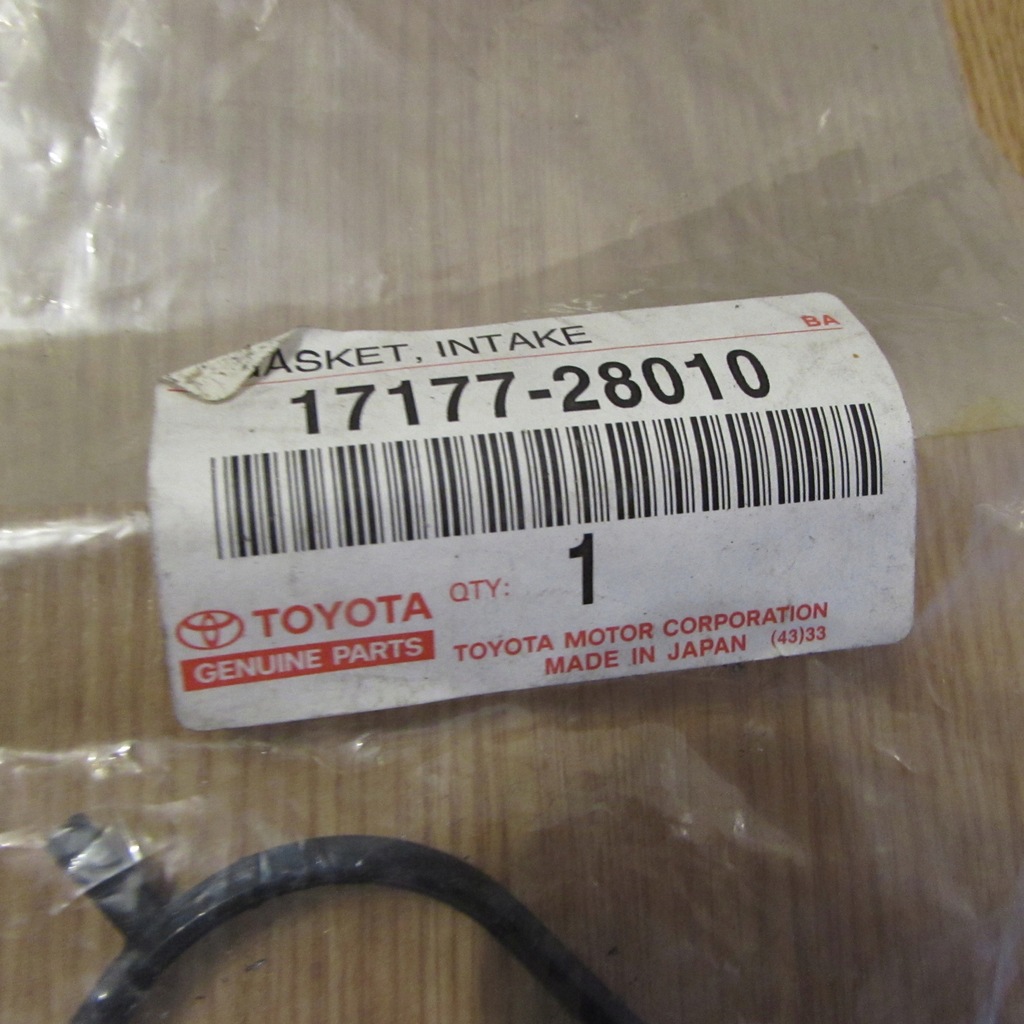 ASKET, INTAKE BA
17177-28010
QTY: 1
TOYOTA
GENUINE PARTS
TOYOTA MOTOR CORPORATION
MADE IN JAPAN (43)33